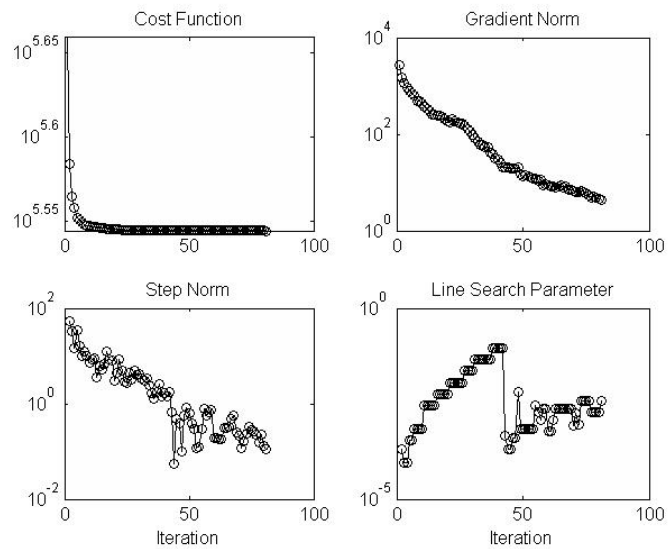 Cost Function
10^5.65
10^5.6
10^5.55
0 50 100
Gradient Norm
10^4
10^2
10^0
0 50 100
Step Norm
10^2
10^0
10^-2
0 50 100
Iteration
Line Search Parameter
10^0
10^-5
0 50 100
Iteration